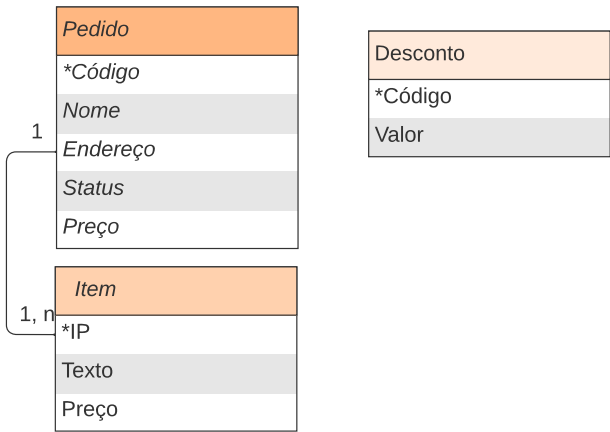 Pedido
*Código
Nome
Endereço
Status
Preço
1
1, n
Item
*IP
Texto
Preço
Desconto
*Código
Valor